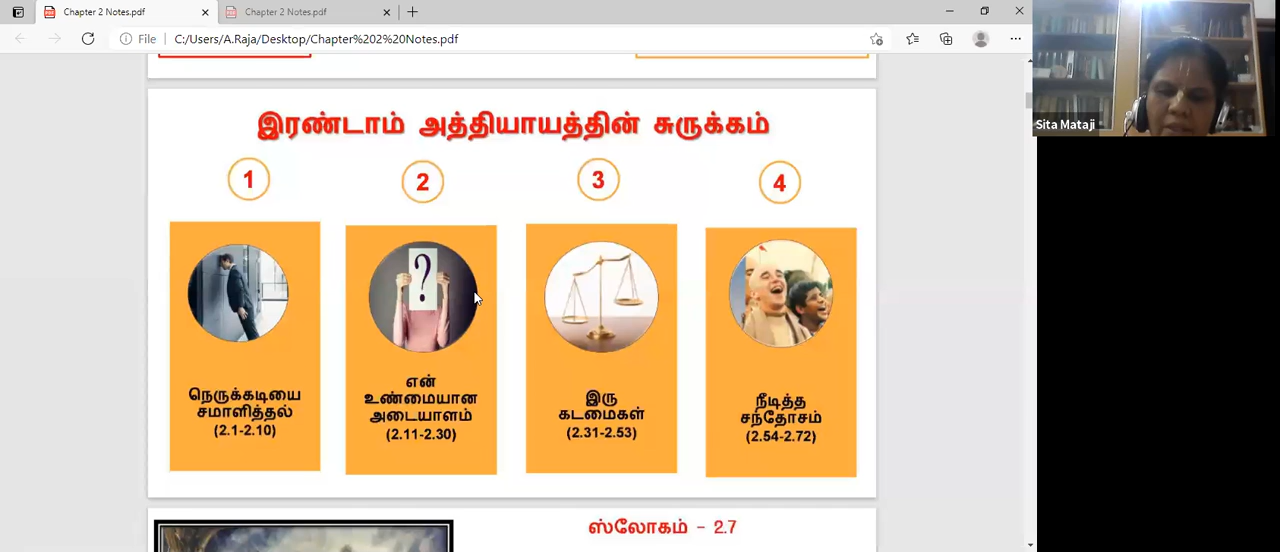 Chapter 2 Notes.pdf
Chapter 2 Notes.pdf
File
C:/Users/A.Raja/Desktop/Chapter%202%20Notes.pdf
Sita Mataji
இரண்டாம் அத்தியாயத்தின் சுருக்கம்
1
2
3
4
?
நெருக்கடியை
சமாளித்தல்
(2.1-2.10)
என்
உண்மையான
அடையாளம்
(2.11-2.30)
இரு
கடமைகள்
(2.31-2.53)
நீடித்த
சந்தோசம்
(2.54-2.72)
ஸ்லோகம் - 2.7